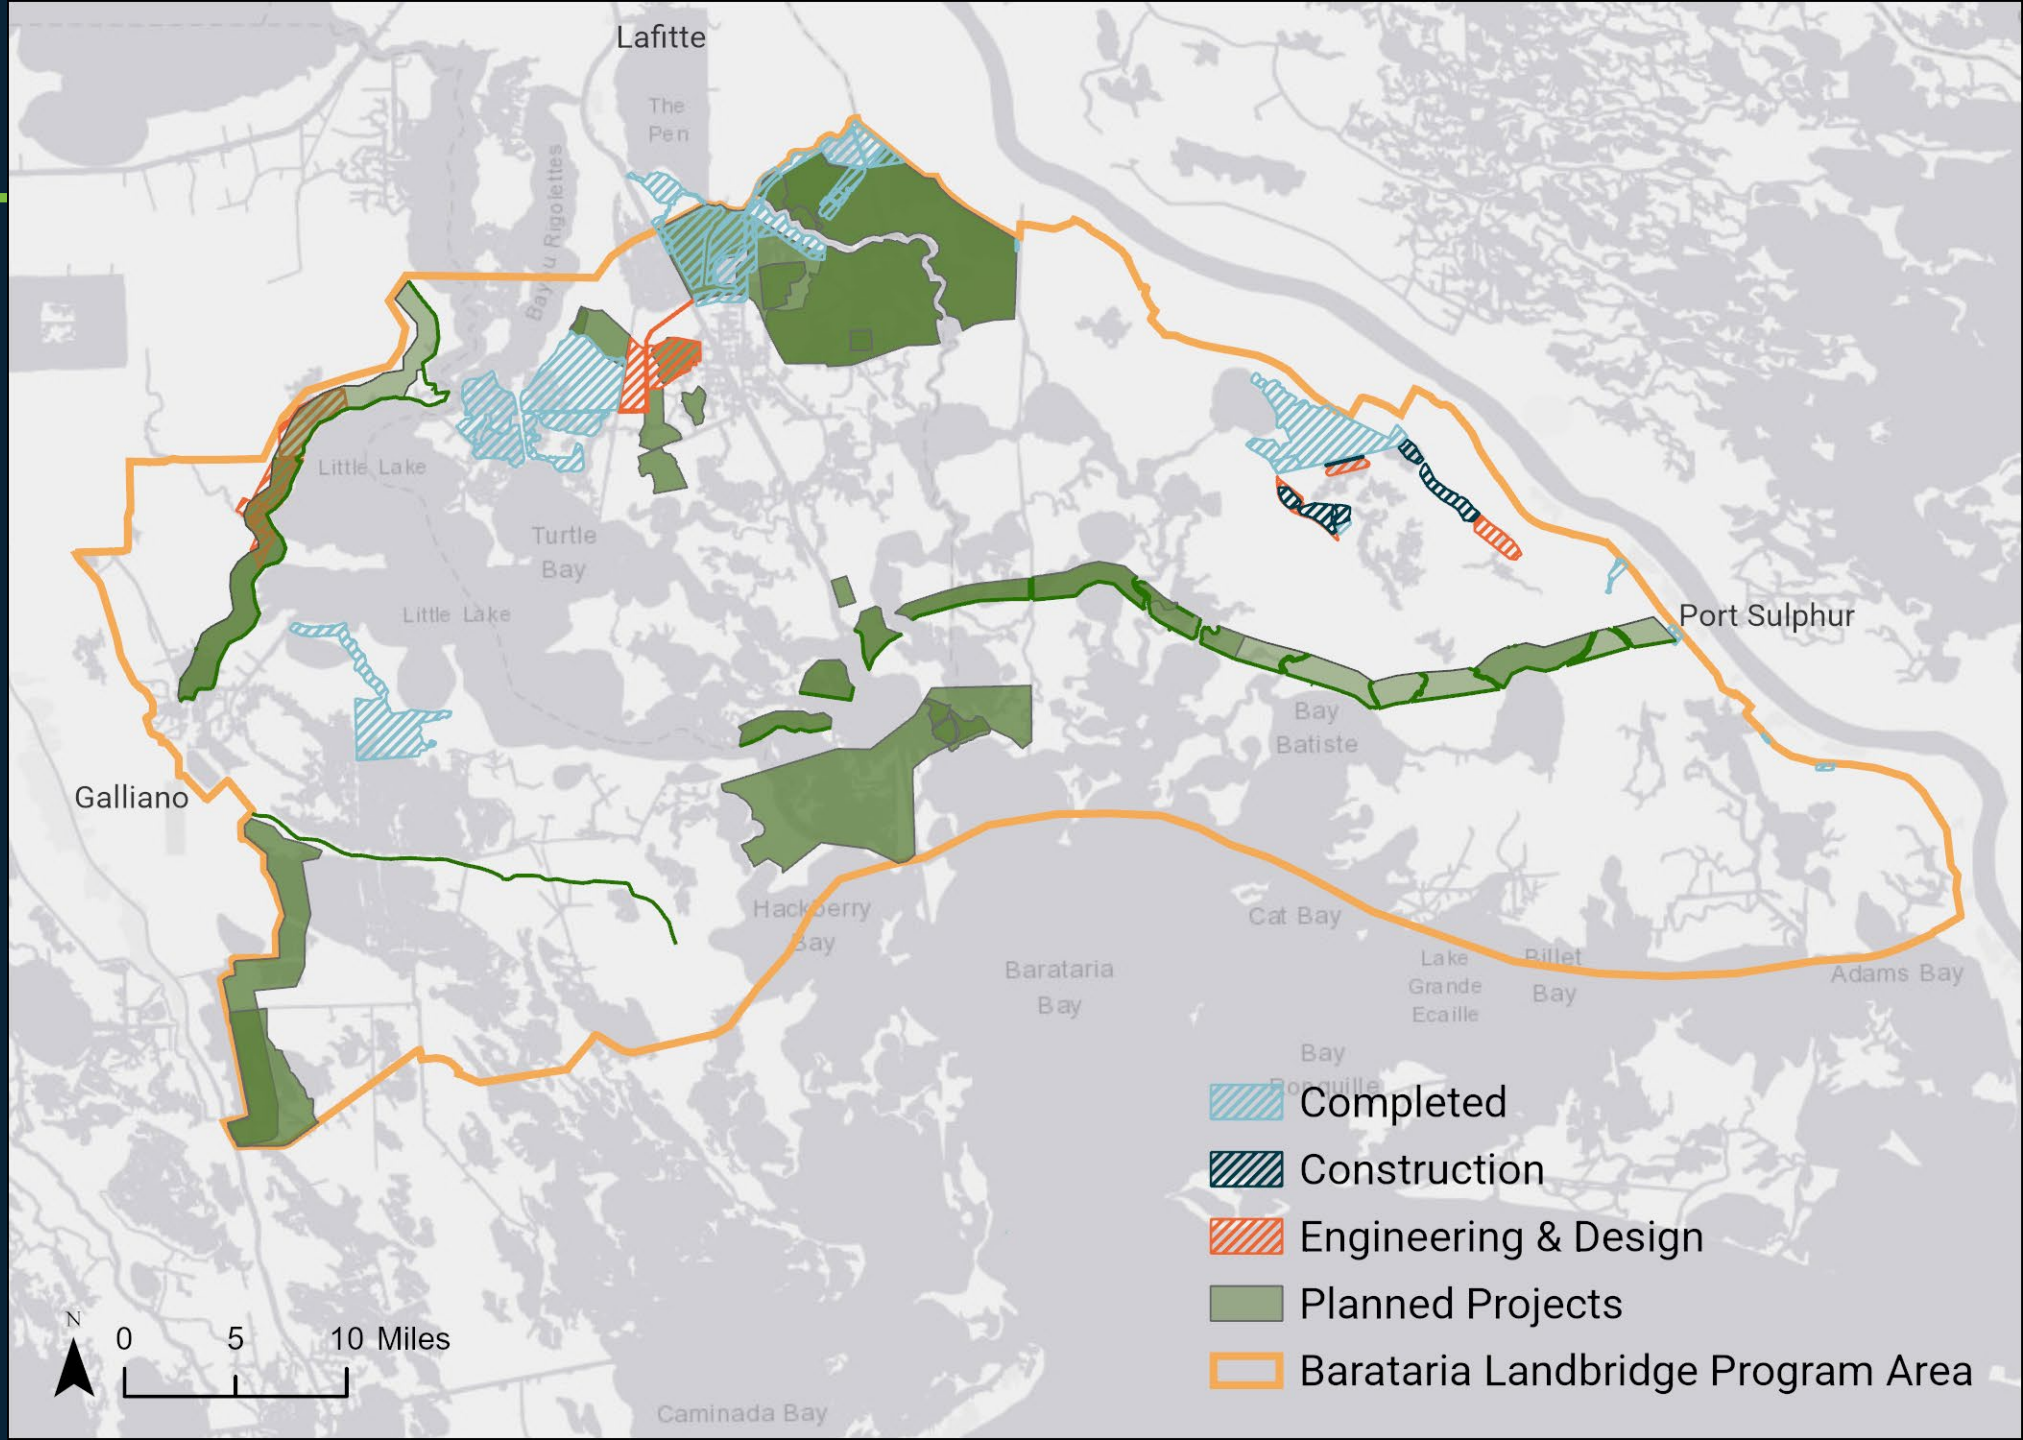 Lafitte
The
Pen
Bayou Rigolettes
Little Lake
Turtle
Bay
Little Lake
Port Sulphur
Bay
Batiste
Galliano
Hackberry
Bay
Cat Bay
Barataria
Bay
Lake
Grande
Ecaille
Billet
Bay
Adams Bay
Bay
Ronquille
Completed
Construction
Engineering & Design
Planned Projects
Barataria Landbridge Program Area
N
0 5 10 Miles
Caminada Bay